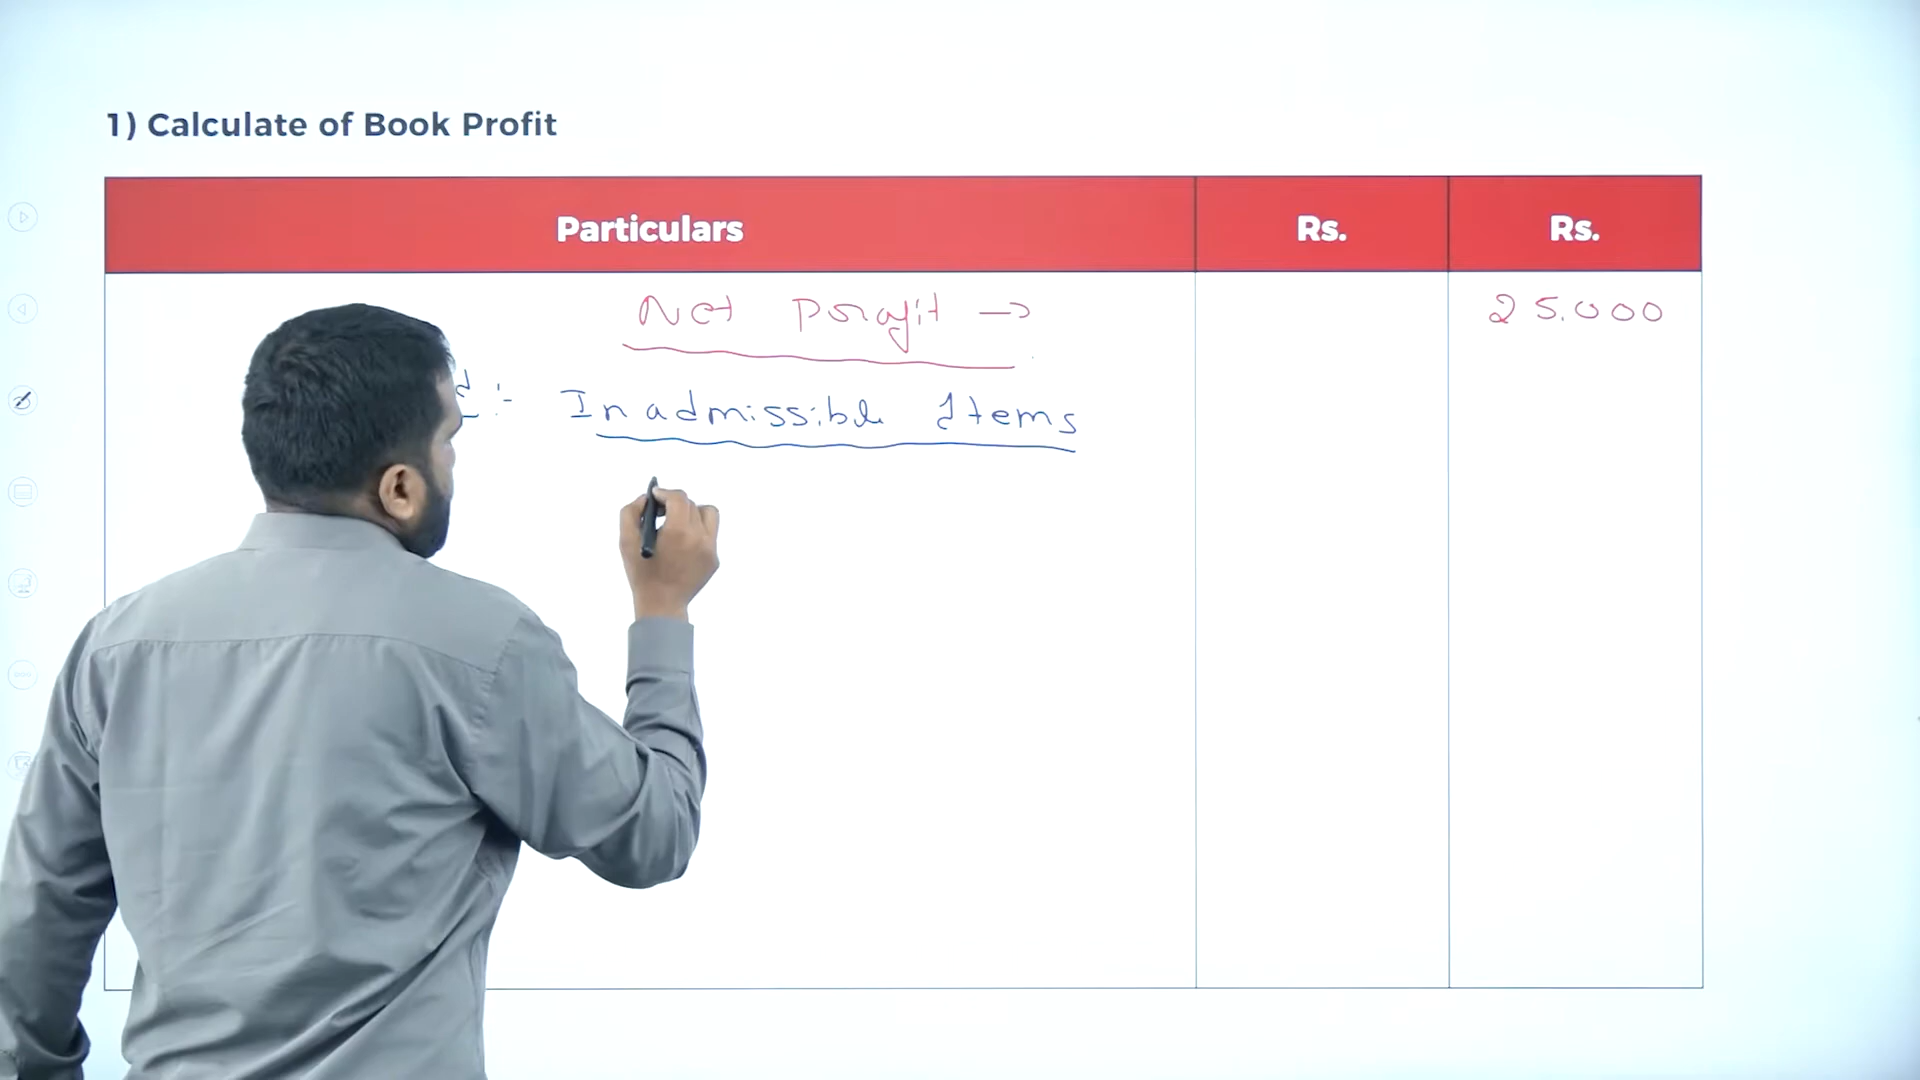 1) Calculate of Book Profit
Particulars Rs. Rs.
Net Profit → 25.000
d :- Inadmissible Items